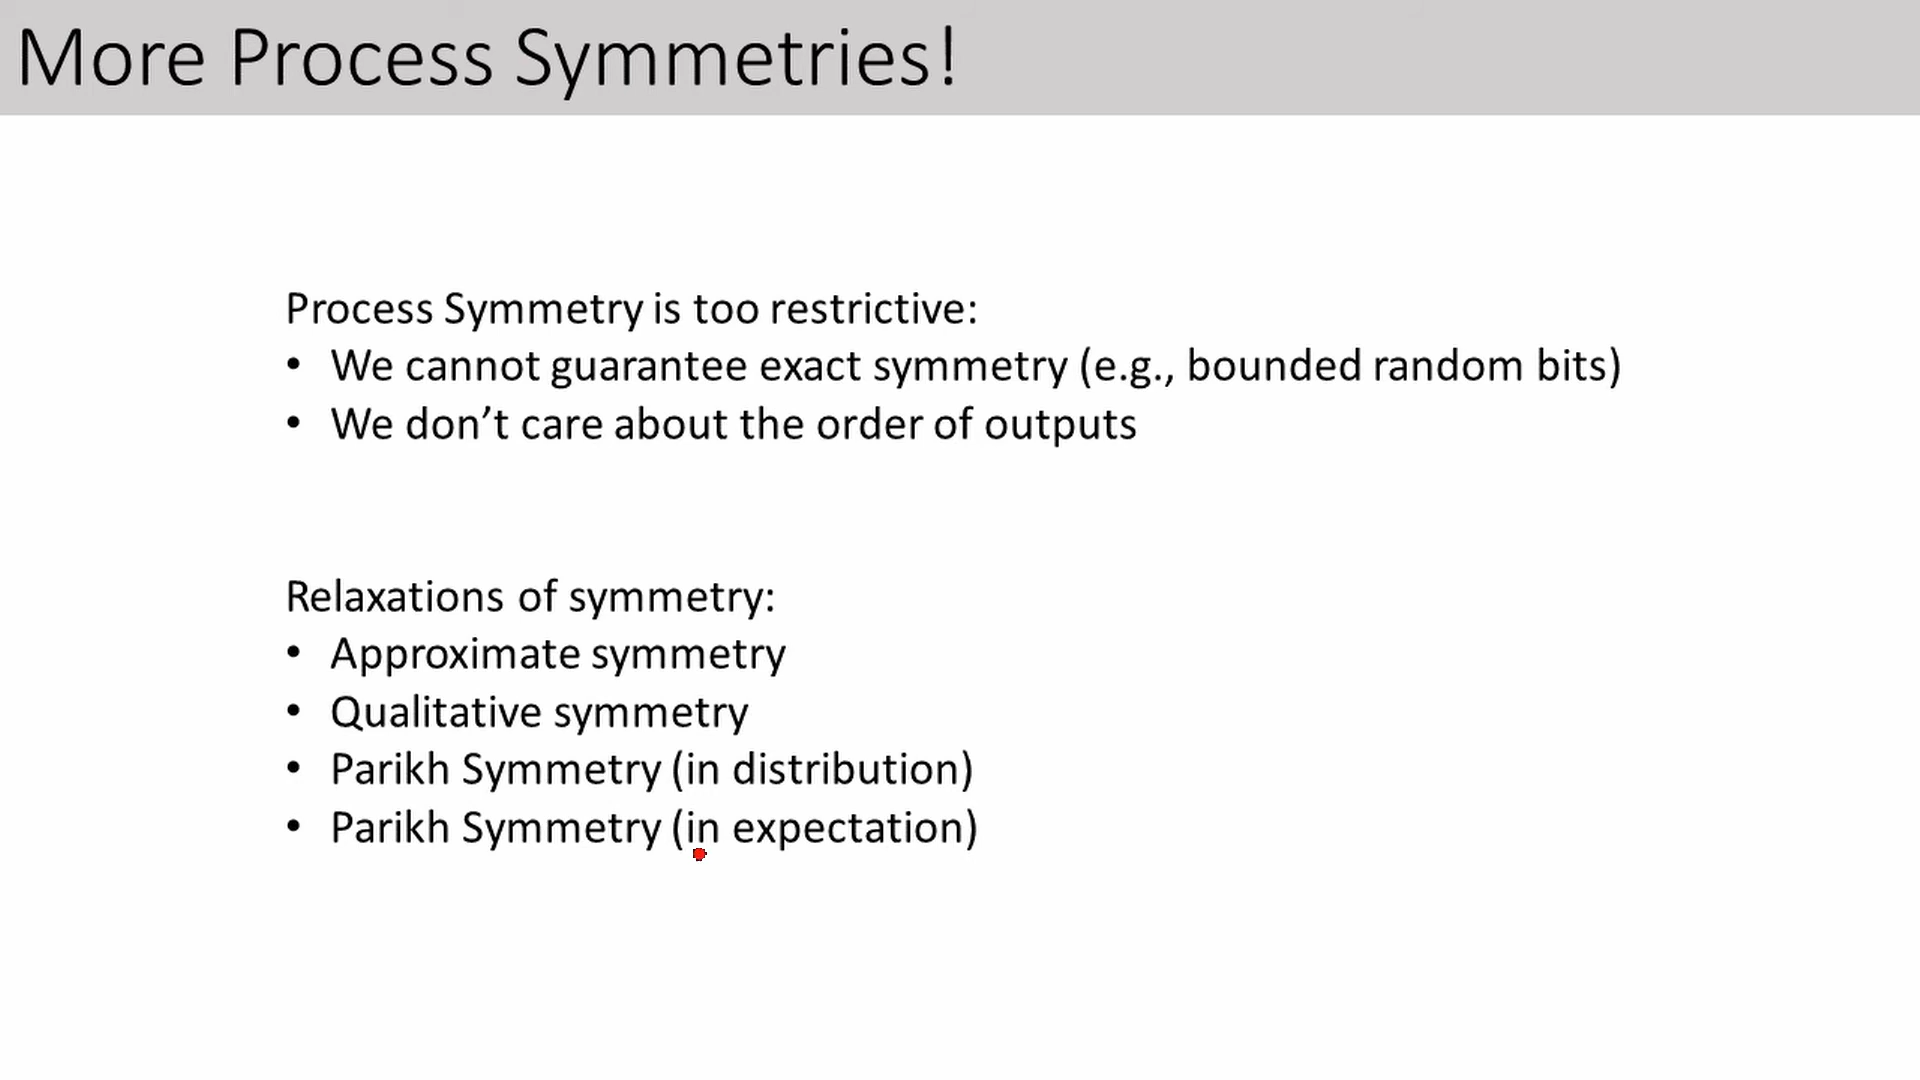 More Process Symmetries!
Process Symmetry is too restrictive:
• We cannot guarantee exact symmetry (e.g., bounded random bits)
• We don’t care about the order of outputs
Relaxations of symmetry:
• Approximate symmetry
• Qualitative symmetry
• Parikh Symmetry (in distribution)
• Parikh Symmetry (in expectation)